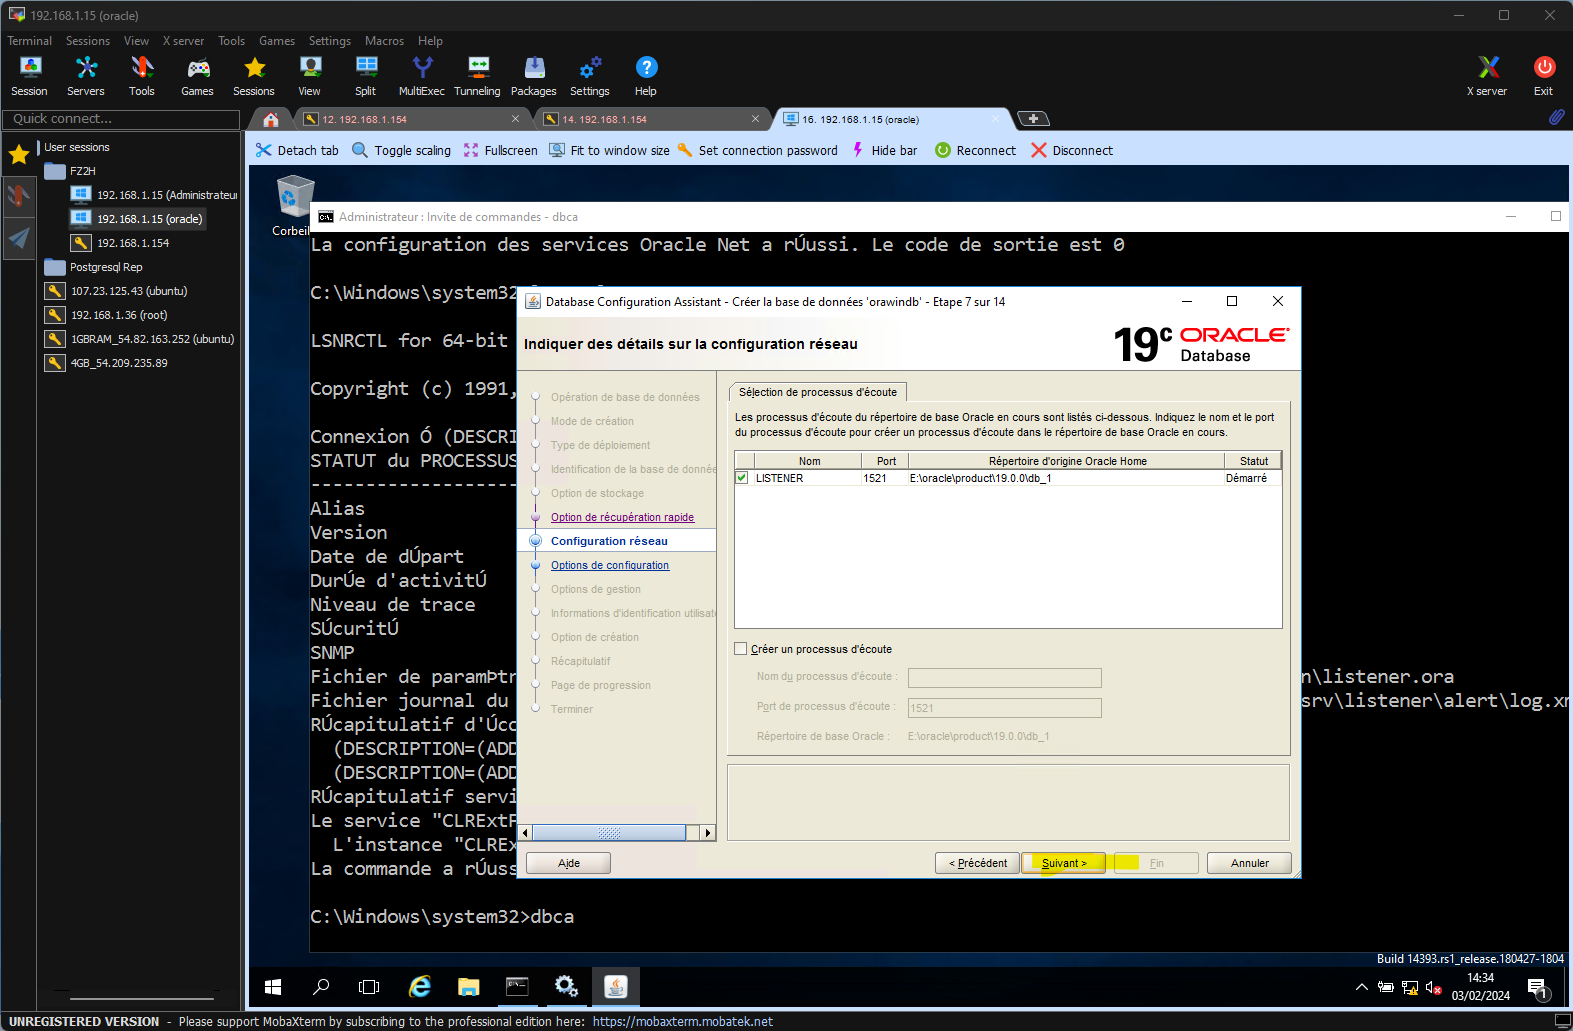 192.168.1.15 (oracle)
Terminal Sessions View X server Tools Games Settings Macros Help
Session Servers Tools Games Sessions View Split MultiExec Tunneling Packages Settings Help X server Exit
Quick connect...
12. 192.168.1.154
14. 192.168.1.154
16. 192.168.1.15 (oracle)
Detach tab Toggle scaling Fullscreen Fit to window size Set connection password Hide bar Reconnect Disconnect
User sessions
FZ2H
192.168.1.15 (Administrateur
192.168.1.15 (oracle)
192.168.1.154
Postgresql Rep
107.23.125.43 (ubuntu)
192.168.1.36 (root)
1GBRAM_54.82.163.252 (ubuntu)
4GB_54.209.235.89
Corbeil
Administrateur : Invite de commandes - dbca
La configuration des services Oracle Net a rÚussi. Le code de sortie est 0
C:\Windows\system32
LSNRCTL for 64-bit
Copyright (c) 1991,
Connexion Ó (DESCRI
STATUT du PROCESSUS
-------------------
Alias
Version
Date de dÚpart
DurÚe d'activitÚ
Niveau de trace
SÚcuritÚ
SNMP
Fichier de paramÞtr
n\listener.ora
Fichier journal du
srv\listener\alert\log.xm
RÚcapitulatif d'Úcc
(DESCRIPTION=(ADD
(DESCRIPTION=(ADD
RÚcapitulatif servi
Le service "CLRExtP
L'instance "CLREx
La commande a rÚuss
C:\Windows\system32>dbca
Database Configuration Assistant - Créer la base de données 'orawindb' - Etape 7 sur 14
Indiquer des détails sur la configuration réseau
19c ORACLE
Database
Opération de base de données
Mode de création
Type de déploiement
Identification de la base de donnée
Option de stockage
Option de récupération rapide
Configuration réseau
Options de configuration
Options de gestion
Informations d'identification utilisat
Option de création
Récapitulatif
Page de progression
Terminer
Sélection de processus d'écoute
Les processus d'écoute du répertoire de base Oracle en cours sont listés ci-dessous. Indiquez le nom et le port
du processus d'écoute pour créer un processus d'écoute dans le répertoire de base Oracle en cours.
Nom Port Répertoire d'origine Oracle Home Statut
LISTENER 1521 E:\oracle\product\19.0.0\db_1 Démarré
Créer un processus d'écoute
Nom du processus d'écoute :
Port de processus d'écoute : 1521
Répertoire de base Oracle : E:\oracle\product\19.0.0\db_1
Aide < Précédent Suivant > Fin Annuler
Build 14393.rs1_release.180427-1804
14:34
03/02/2024
1
UNREGISTERED VERSION - Please support MobaXterm by subscribing to the professional edition here: https://mobaxterm.mobatek.net